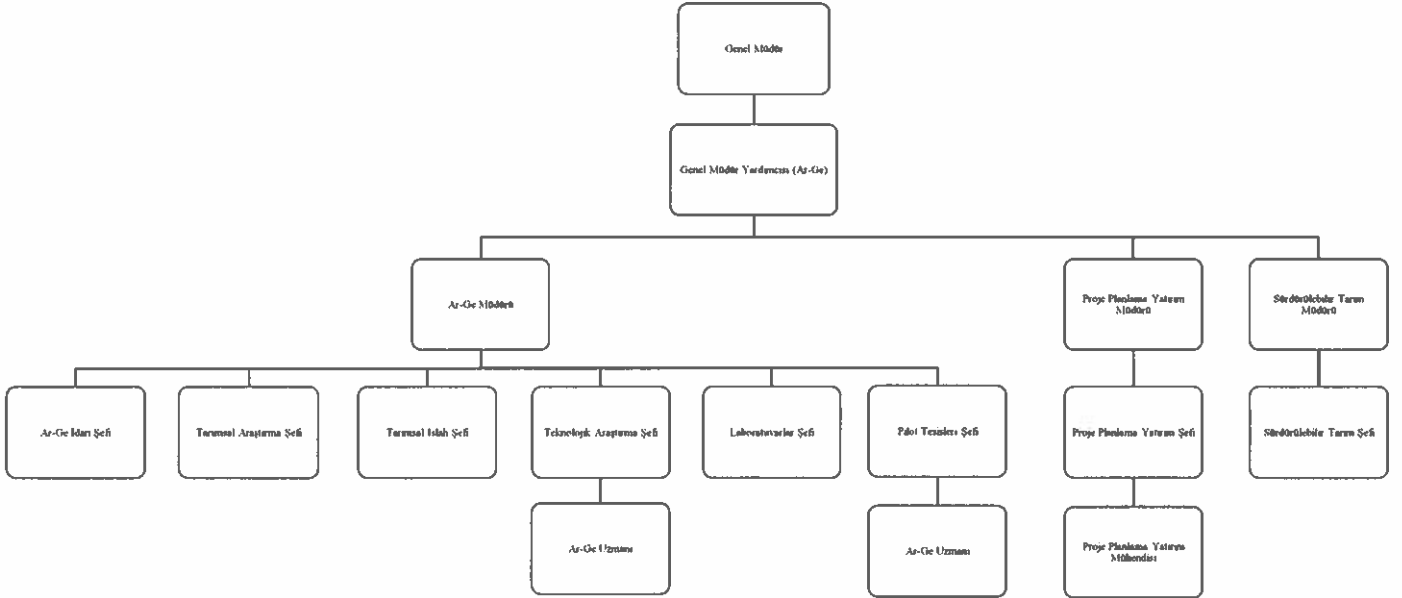 Genel Müdür
Genel Müdür Yardımcısı (Ar-Ge)
Ar-Ge Müdürü
Proje Planlama Yatırım
Müdürü
Sürdürülebilir Tarım
Müdürü
Ar-Ge İdari Şefi
Tarımsal Araştırma Şefi
Tarımsal Islah Şefi
Teknolojik Araştırma Şefi
Laboratuvarlar Şefi
Pilot Tesisleri Şefi
Proje Planlama Yatırım Şefi
Sürdürülebilir Tarım Şefi
Ar-Ge Uzmanı
Ar-Ge Uzmanı
Proje Planlama Yatırım
Mühendisi